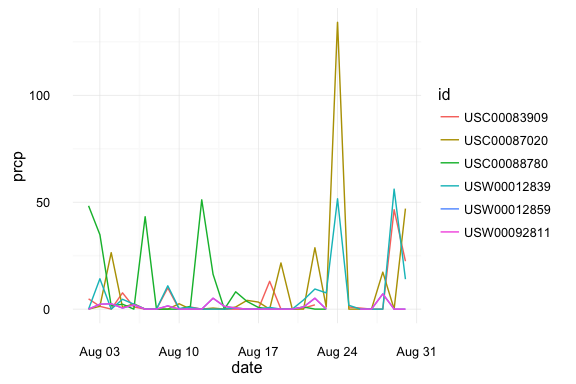 prcp
100
50
0
Aug 03 Aug 10 Aug 17 Aug 24 Aug 31
date
id
USC00083909
USC00087020
USC00088780
USW00012839
USW00012859
USW00092811